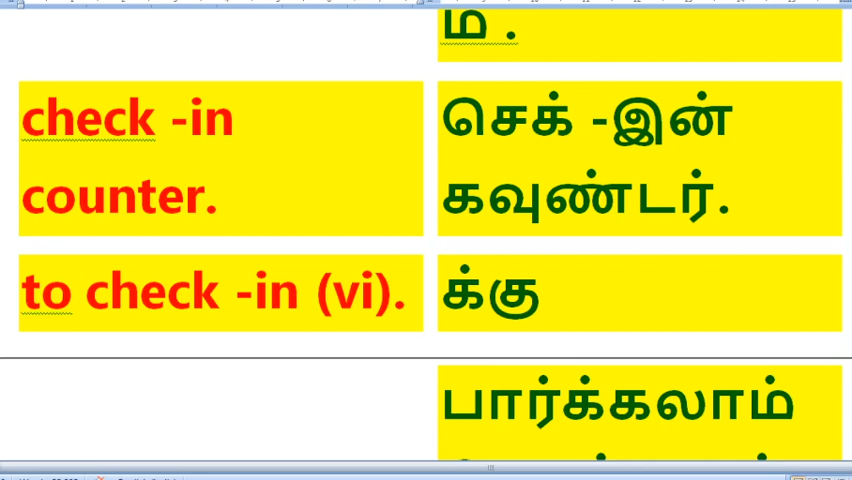 ம் .
check -in
counter.
செக் -இன்
கவுண்டர்.
to check -in (vi).
க்கு
பார்க்கலாம்